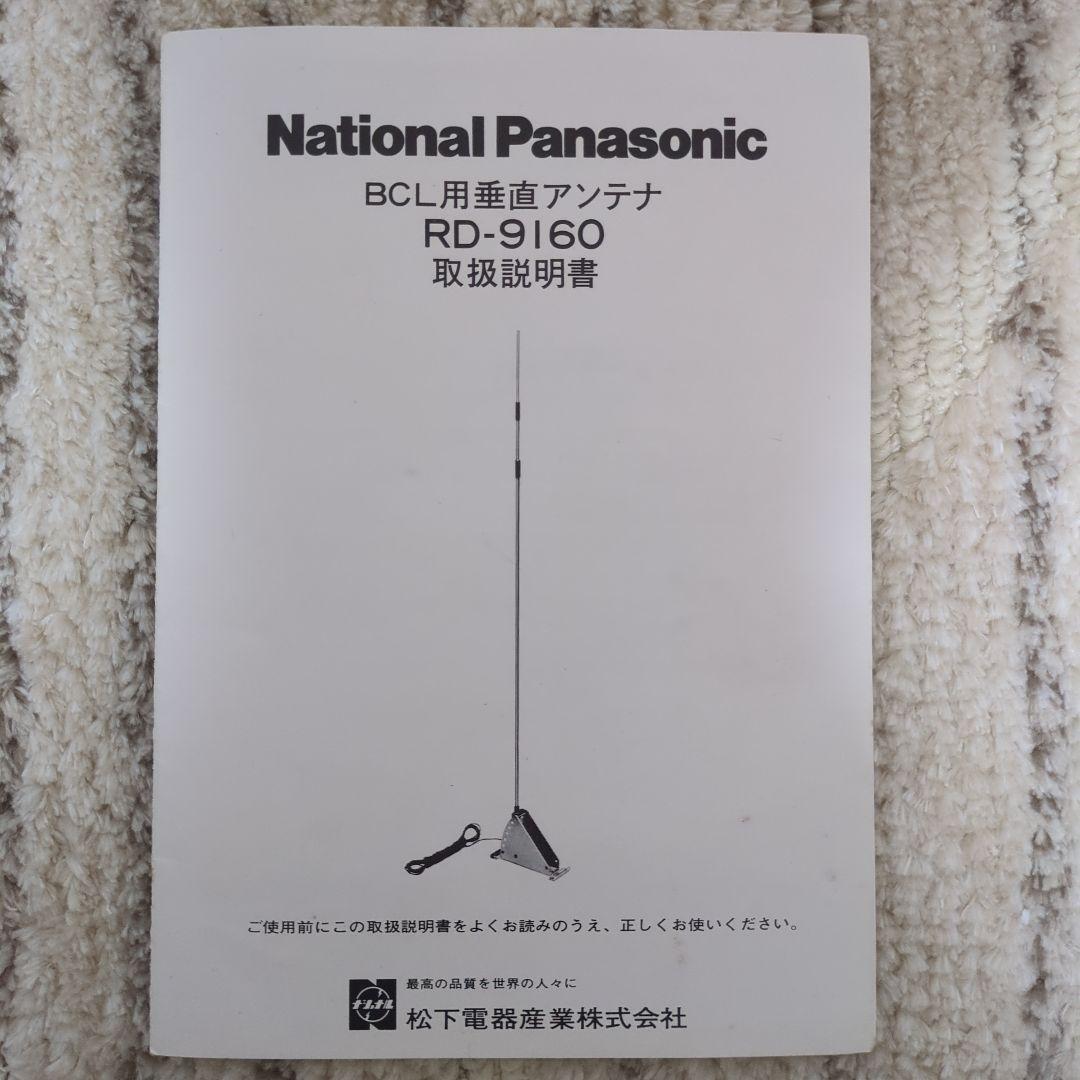 National Panasonic
BCL用垂直アンテナ
RD-9160
取扱説明書
ご使用前にこの取扱説明書をよくお読みのうえ、正しくお使いください。
最高の品質を世界の人々に
ナショナル
松下電器産業株式会社